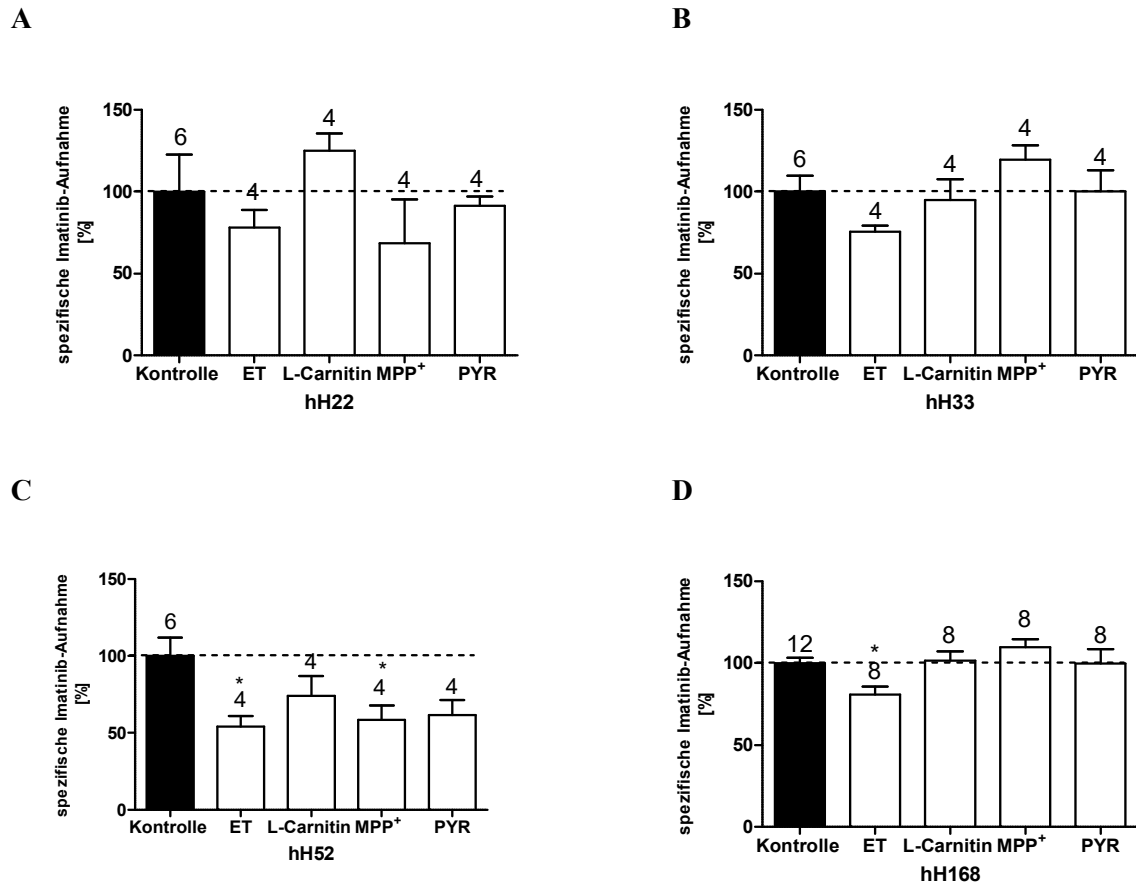 A
spezifische Imatinib-Aufnahme
[%]
150
100
50
0
6
4
4
4
4
Kontrolle ET L-Carnitin MPP⁺ PYR
hH22
B
spezifische Imatinib-Aufnahme
[%]
150
100
50
0
6
4
4
4
4
Kontrolle ET L-Carnitin MPP⁺ PYR
hH33
C
spezifische Imatinib-Aufnahme
[%]
150
100
50
0
6
*
4
4
*
4
4
Kontrolle ET L-Carnitin MPP⁺ PYR
hH52
D
spezifische Imatinib-Aufnahme
[%]
150
100
50
0
12
*
8
8
8
8
Kontrolle ET L-Carnitin MPP⁺ PYR
hH168